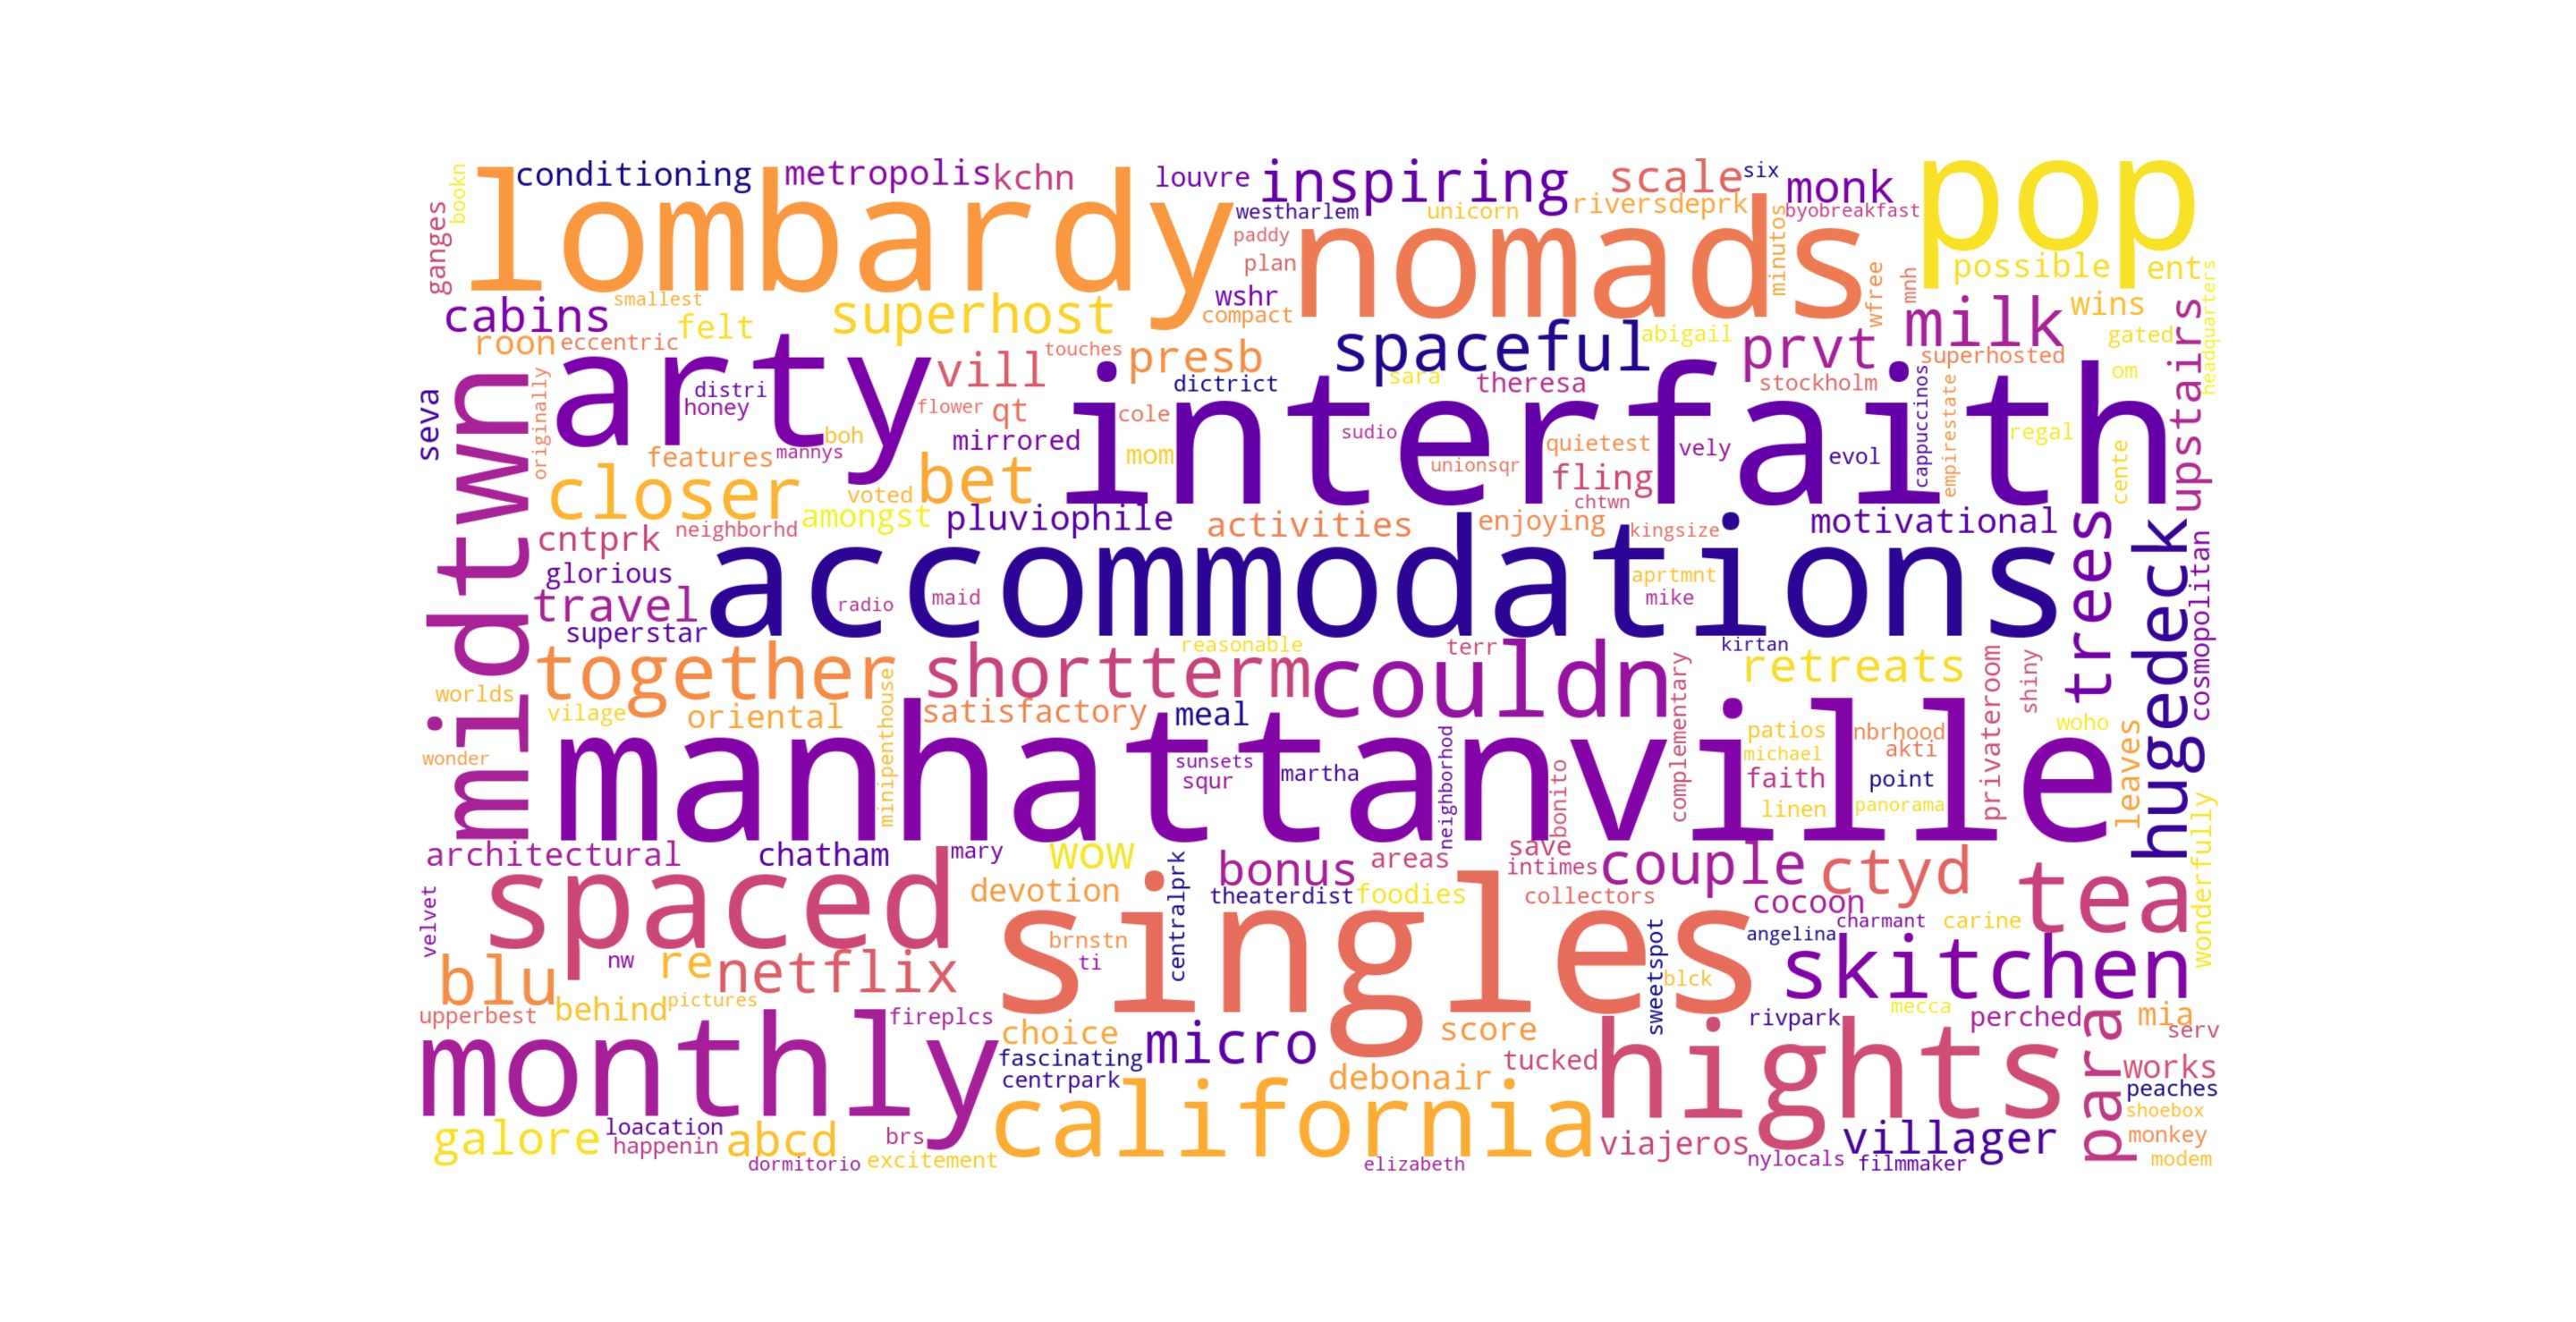 lombardy
conditioning
metropolis
kchn
louvre
inspiring
scale
six
monk
pop
bookn
ganges
westharlem
unicorn
riversdeprk
byobreakfast
paddy
plan
nomads
minutos
wshr
compact
wfree
mnh
possible
ent
headquarters
cabins
smallest
felt
superhost
roon
eccentric
milk
wins
gated
upstairs
spaceful
abigail
prvt
superhosted
om
arty
vill
touches
presb
dictrict
sara
theresa
stockholm
midtwn
seva
originally
distri
honey
flower
qt
cole
interfaith
sudio
cappuccinos
empirestate
regal
boh
mannys
mirrored
mom
quietest
vely
evol
features
unionsqr
fling
cente
closer
voted
bet
chtwn
amongst
pluviophile
activities
enjoying
kingsize
motivational
trees
hugedeck
cosmopolitan
cntprk
neighborhd
accommodations
glorious
aprtmnt
travel
radio
maid
mike
superstar
reasonable
terr
kirtan
together
shortterm
couldn
retreats
worlds
vilage
oriental
minipenthouse
satisfactory
meal
complementary
privateroom
shiny
woho
manhattanville
patios
nbrhood
michael
akti
leaves
wonder
sunsets
squr
martha
neighborhod
bonito
faith
point
linen
panorama
wonderfully
architectural
chatham
mary
wow
bonus
areas
save
intimes
couple
ctyd
tea
spaced
devotion
centralprk
theaterdist
foodies
collectors
cocoon
charmant
carine
velvet
singles
angelina
brnstn
ti
sweetspot
blck
skitchen
blu
nw
re
netflix
behind
pictures
upperbest
fireplcs
mecca
rivpark
perched
mia
serv
monthly
choice
micro
score
fascinating
centrpark
tucked
debonair
hights
para
works
peaches
california
shoebox
galore
loacation
happenin
abcd
brs
viajeros
villager
monkey
dormitorio
excitement
elizabeth
nylocals
filmmaker
modem